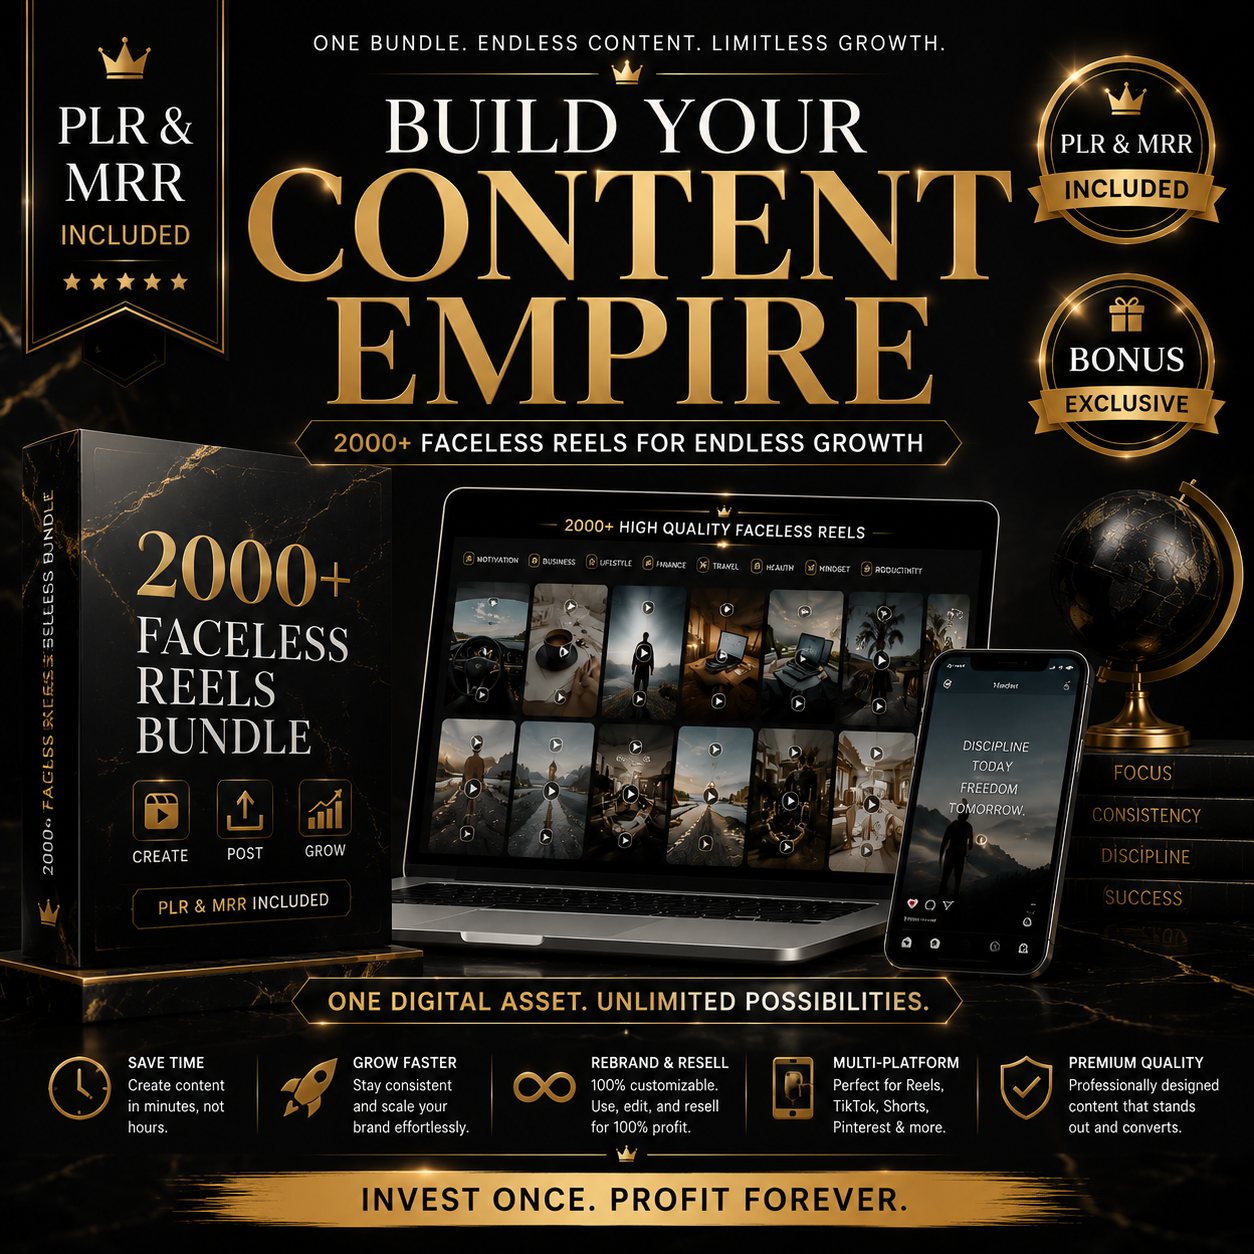 ONE BUNDLE. ENDLESS CONTENT. LIMITLESS GROWTH.
PLR &
MRR
INCLUDED
BUILD YOUR
CONTENT
EMPIRE
2000+ FACELESS REELS FOR ENDLESS GROWTH
PLR & MRR
INCLUDED
BONUS
EXCLUSIVE
2000+
FACELESS
REELS
BUNDLE
CREATE
POST
GROW
PLR & MRR INCLUDED
2000+ HIGH QUALITY FACELESS REELS
MOTIVATION
BUSINESS
LIFESTYLE
FINANCE
TRAVEL
HEALTH
MINDSET
PRODUCTIVITY
DISCIPLINE
TODAY
FREEDOM
TOMORROW.
FOCUS
CONSISTENCY
DISCIPLINE
SUCCESS
ONE DIGITAL ASSET. UNLIMITED POSSIBILITIES.
SAVE TIME
Create content
in minutes, not
hours.
GROW FASTER
Stay consistent
and scale your
brand effortlessly.
REBRAND & RESELL
100% customizable.
Use, edit, and resell
for 100% profit.
MULTI-PLATFORM
Perfect for Reels,
TikTok, Shorts,
Pinterest & more.
PREMIUM QUALITY
Professionally designed
content that stands
out and converts.
INVEST ONCE. PROFIT FOREVER.